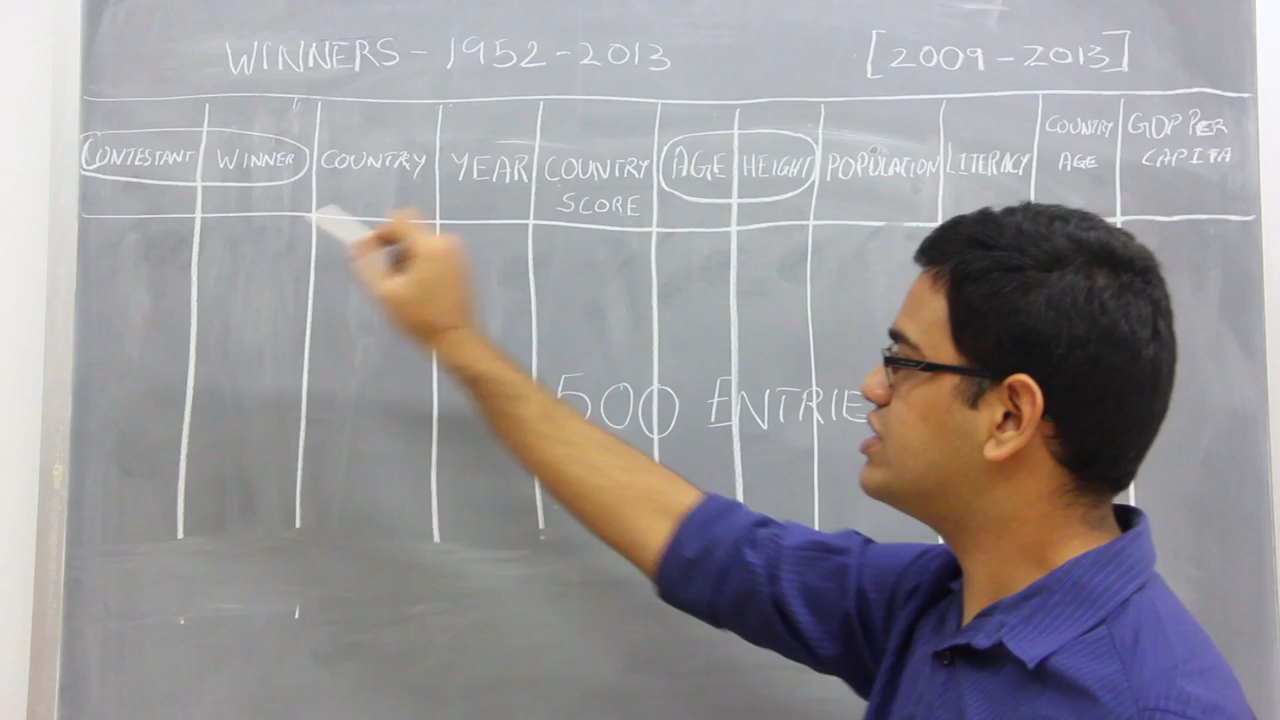 WINNERS - 1952 - 2013 [2009 - 2013]
CONTESTANT WINNER COUNTRY YEAR COUNTRY SCORE AGE HEIGHT POPULATION LITERACY COUNTRY AGE GDP PER CAPITA
500 ENTRIE